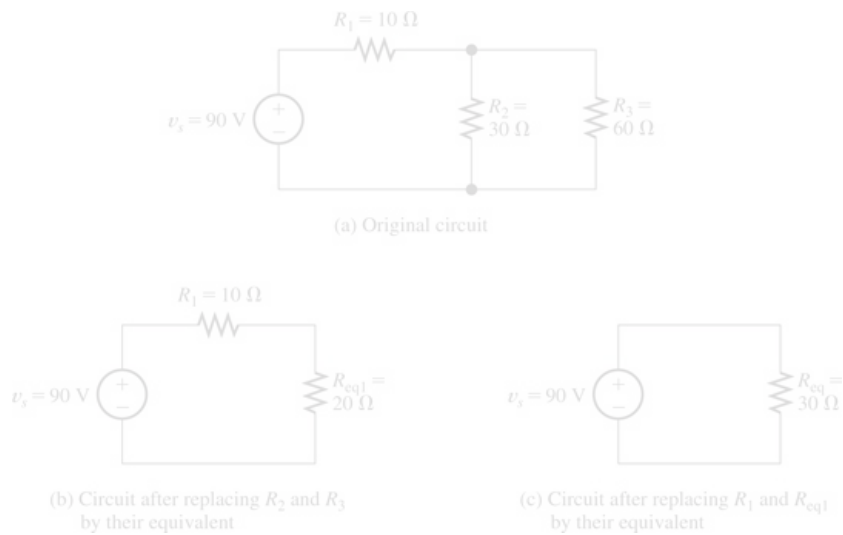 R₁ = 10 Ω
vₛ = 90 V
+
−
R₂ =
30 Ω
R₃ =
60 Ω
(a) Original circuit
R₁ = 10 Ω
vₛ = 90 V
+
−
Req1 =
20 Ω
(b) Circuit after replacing R₂ and R₃
by their equivalent
vₛ = 90 V
+
−
Req =
30 Ω
(c) Circuit after replacing R₁ and Req1
by their equivalent